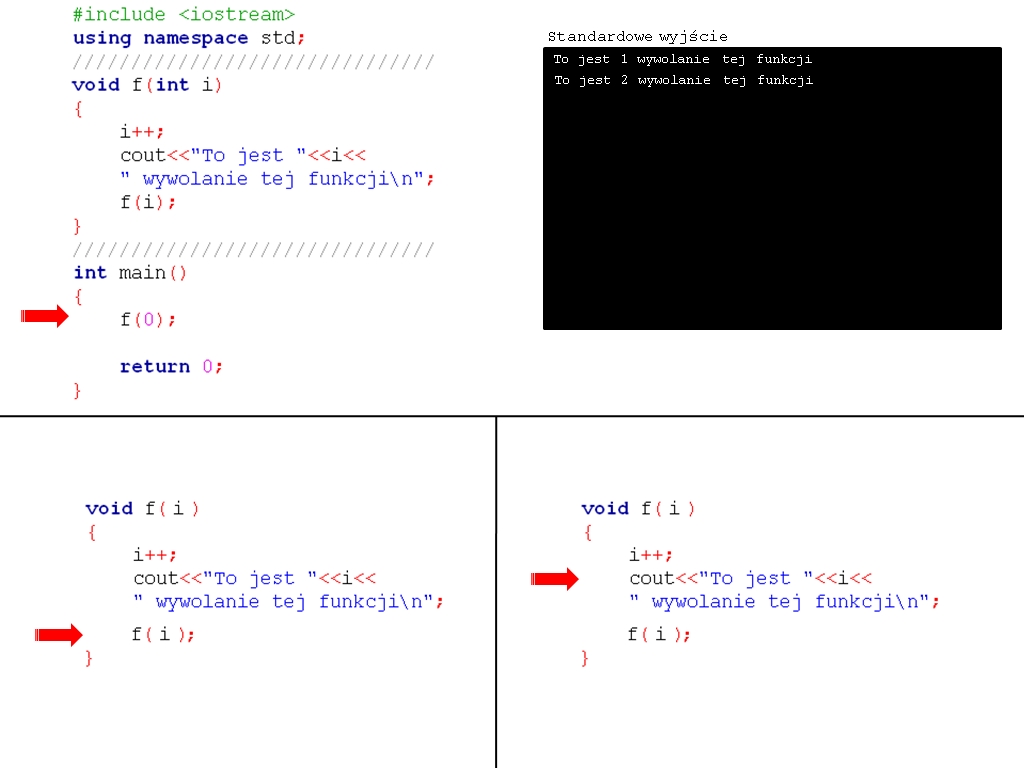 #include <iostream>
using namespace std;
///////////////////////////////
void f(int i)
{
i++;
cout<<"To jest "<<i<<
" wywolanie tej funkcji\n";
f(i);
}
///////////////////////////////
int main()
{
f(0);
return 0;
}
Standardowe wyjście
To jest 1 wywolanie tej funkcji
To jest 2 wywolanie tej funkcji
void f( i )
{
i++;
cout<<"To jest "<<i<<
" wywolanie tej funkcji\n";
f( i );
}
void f( i )
{
i++;
cout<<"To jest "<<i<<
" wywolanie tej funkcji\n";
f( i );
}